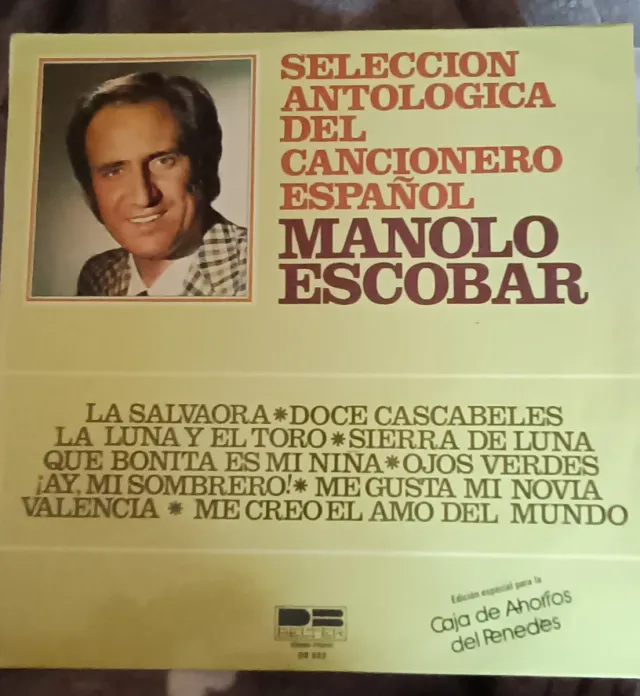 SELECCION
ANTOLOGICA
DEL
CANCIONERO
ESPAÑOL
MANOLO
ESCOBAR
LA SALVAORA * DOCE CASCABELES
LA LUNA Y EL TORO * SIERRA DE LUNA
QUE BONITA ES MI NIÑA * OJOS VERDES
¡AY, MI SOMBRERO! * ME GUSTA MI NOVIA
VALENCIA * ME CREO EL AMO DEL MUNDO
Edición especial para la
Caja de Ahorros
del Penedes
BELTER